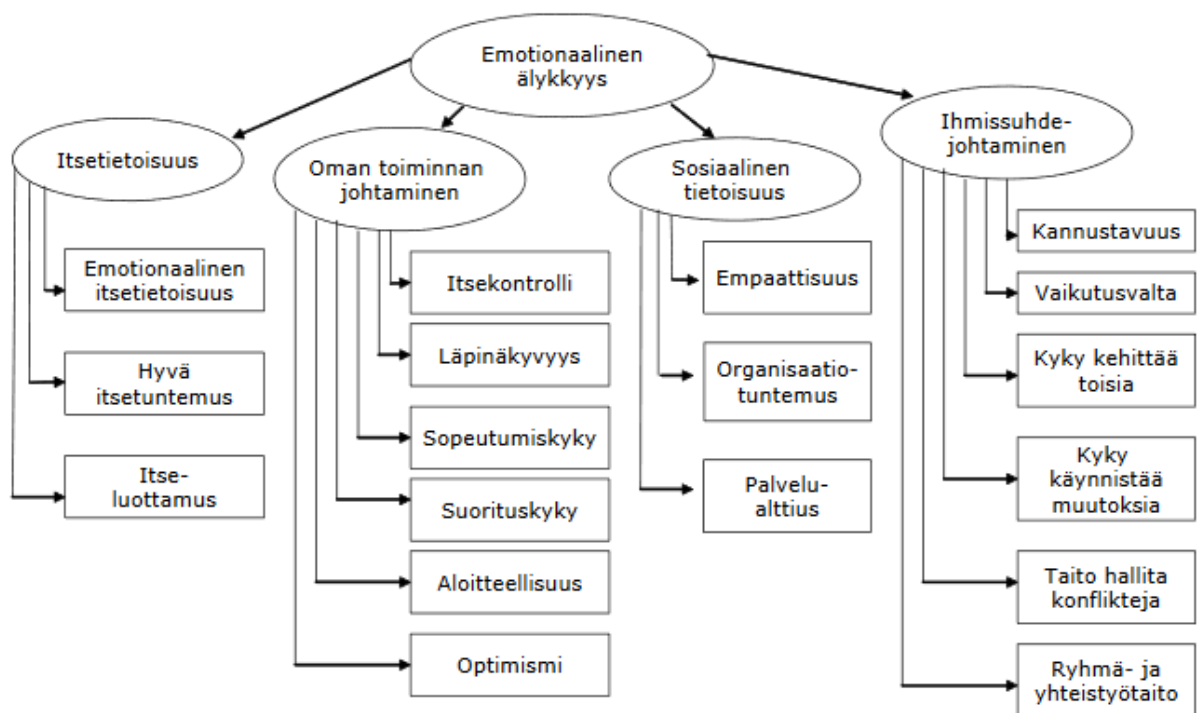 Emotionaalinen
älykkyys
Itsetietoisuus
Emotionaalinen
itsetietoisuus
Hyvä
itsetuntemus
Itse-
luottamus
Oman toiminnan
johtaminen
Itsekontrolli
Läpinäkyvyys
Sopeutumiskyky
Suorituskyky
Aloitteellisuus
Optimismi
Sosiaalinen
tietoisuus
Empaattisuus
Organisaatio-
tuntemus
Palvelu-
alttius
Ihmissuhde-
johtaminen
Kannustavuus
Vaikutusvalta
Kyky kehittää
toisia
Kyky
käynnistää
muutoksia
Taito hallita
konflikteja
Ryhmä- ja
yhteistyötaito